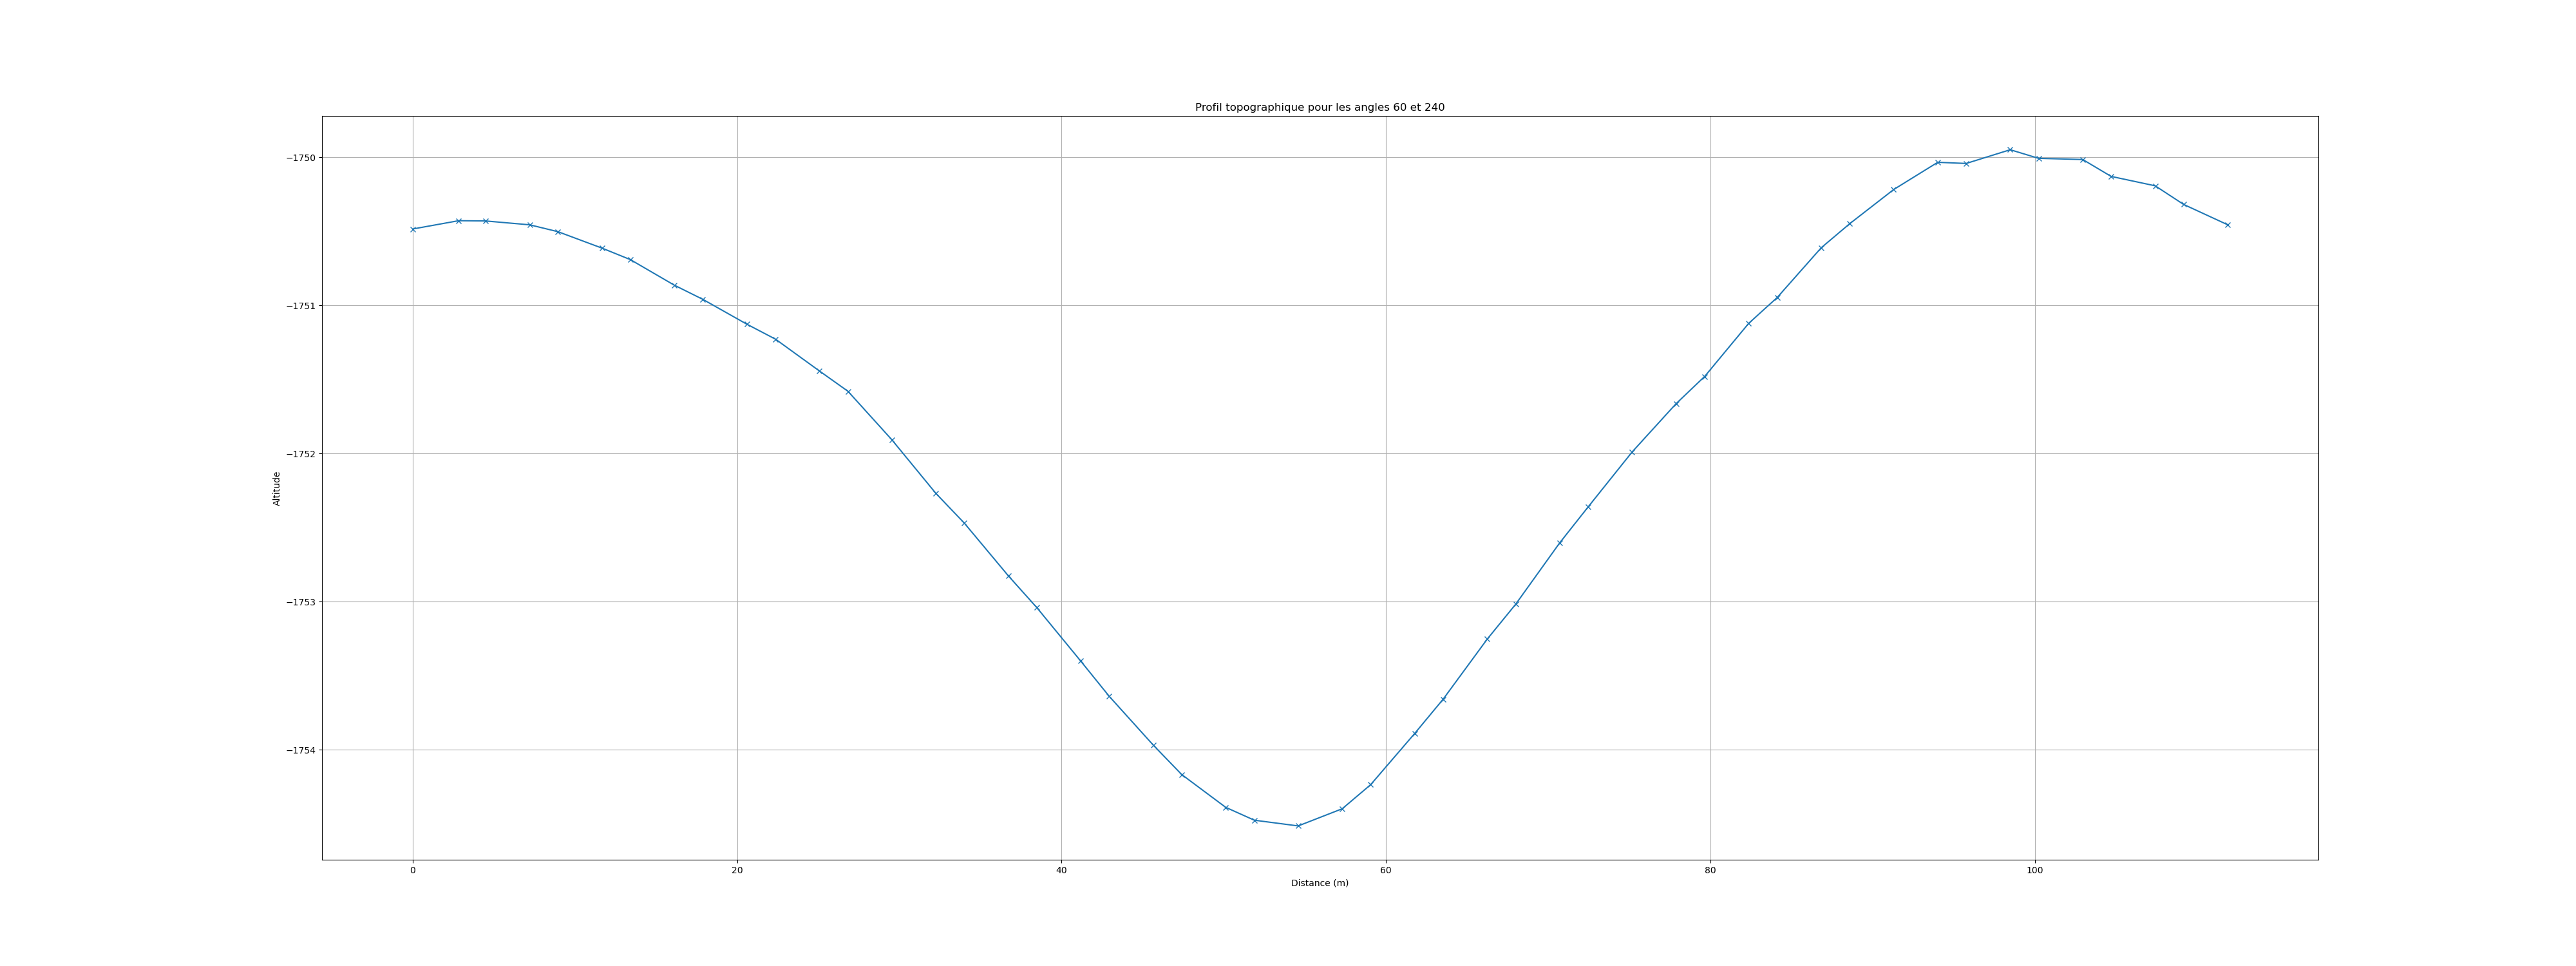 Profil topographique pour les angles 60 et 240
−1750
−1751
−1752
−1753
−1754
Altitude
0 20 40 60 80 100
Distance (m)